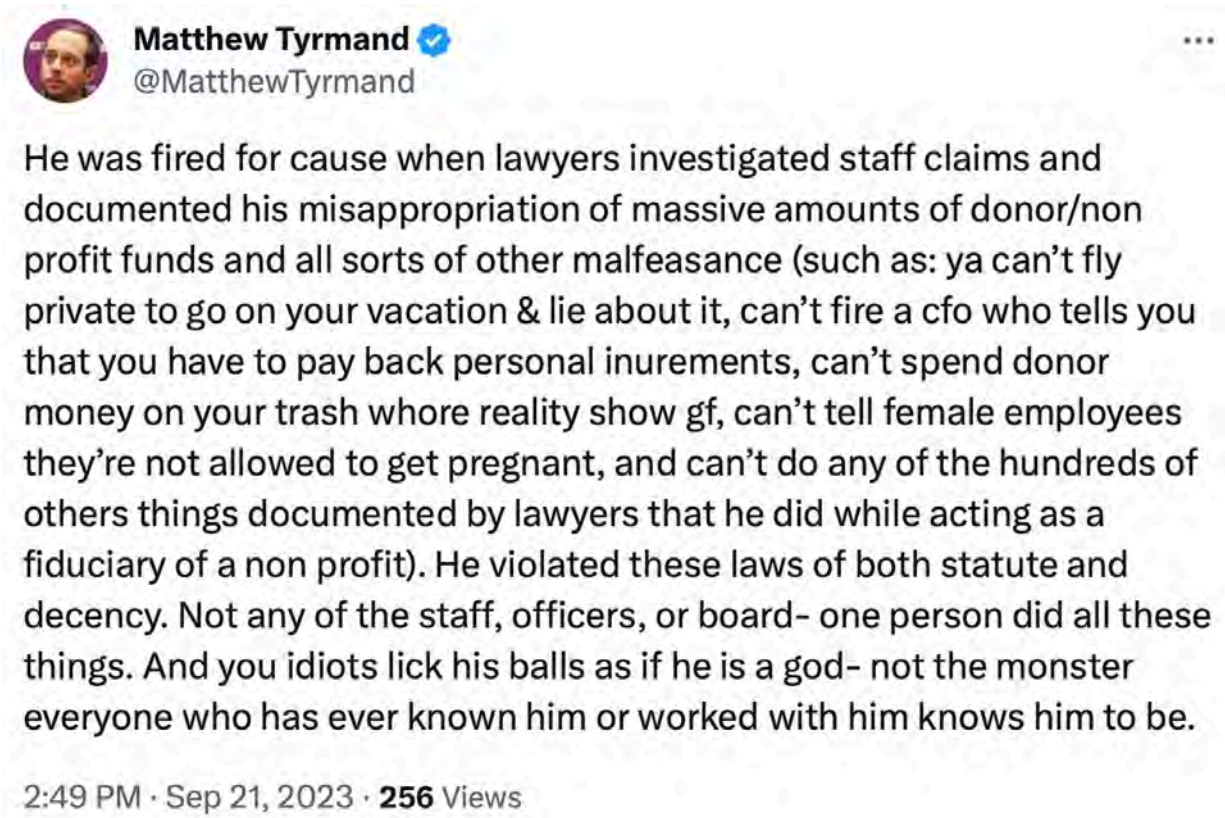 Matthew Tyrmand
@MatthewTyrmand
He was fired for cause when lawyers investigated staff claims and
documented his misappropriation of massive amounts of donor/non
profit funds and all sorts of other malfeasance (such as: ya can’t fly
private to go on your vacation & lie about it, can’t fire a cfo who tells you
that you have to pay back personal inurements, can’t spend donor
money on your trash whore reality show gf, can’t tell female employees
they’re not allowed to get pregnant, and can’t do any of the hundreds of
others things documented by lawyers that he did while acting as a
fiduciary of a non profit). He violated these laws of both statute and
decency. Not any of the staff, officers, or board- one person did all these
things. And you idiots lick his balls as if he is a god- not the monster
everyone who has ever known him or worked with him knows him to be.
2:49 PM · Sep 21, 2023 · 256 Views